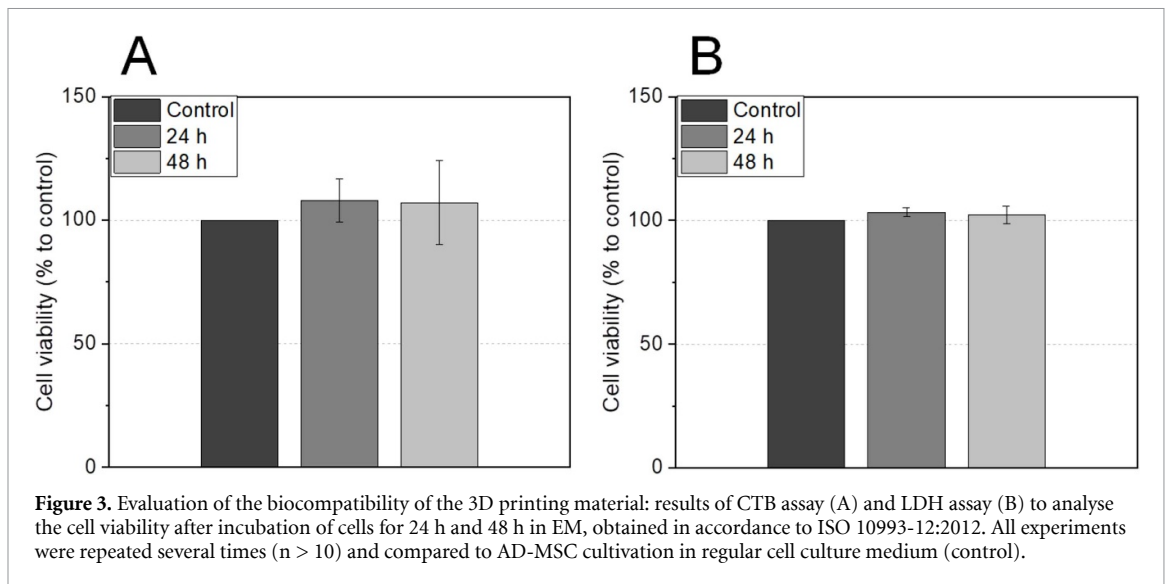 A
Cell viability (% to control)
150
100
50
0
Control
24 h
48 h
B
Cell viability (% to control)
150
100
50
0
Control
24 h
48 h
Figure 3. Evaluation of the biocompatibility of the 3D printing material: results of CTB assay (A) and LDH assay (B) to analyse
the cell viability after incubation of cells for 24 h and 48 h in EM, obtained in accordance to ISO 10993-12:2012. All experiments
were repeated several times (n > 10) and compared to AD-MSC cultivation in regular cell culture medium (control).